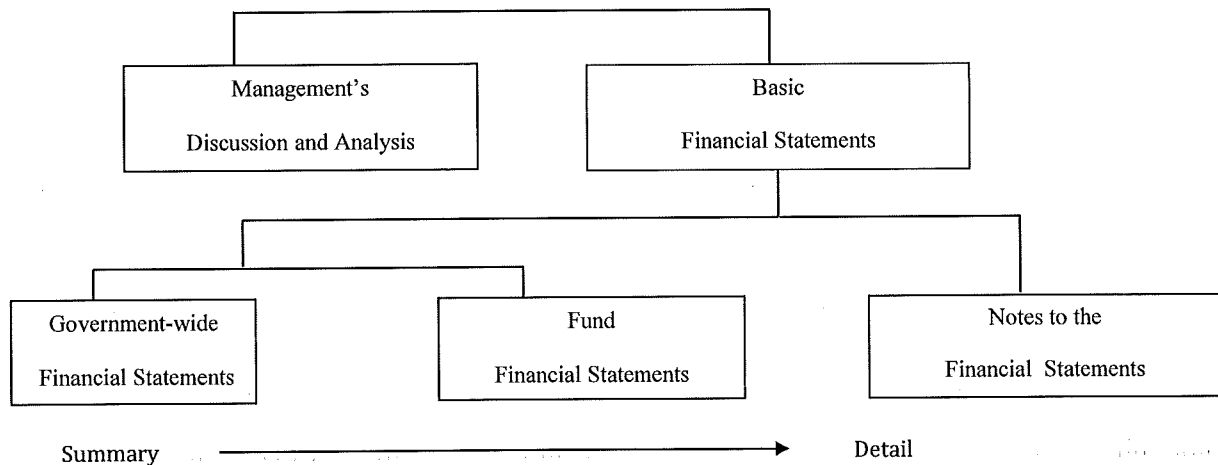 Management's
Discussion and Analysis
Basic
Financial Statements
Government-wide
Financial Statements
Fund
Financial Statements
Notes to the
Financial Statements
Summary
Detail